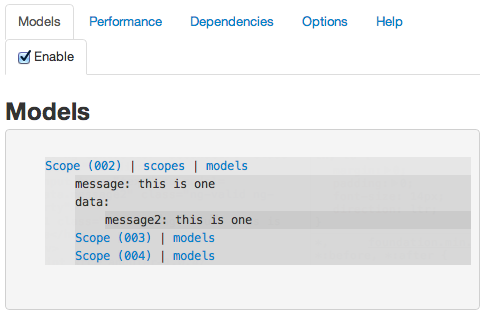 Models Performance Dependencies Options Help
Enable
Models
Scope (002) | scopes | models
message: this is one
data:
message2: this is one
Scope (003) | models
Scope (004) | models